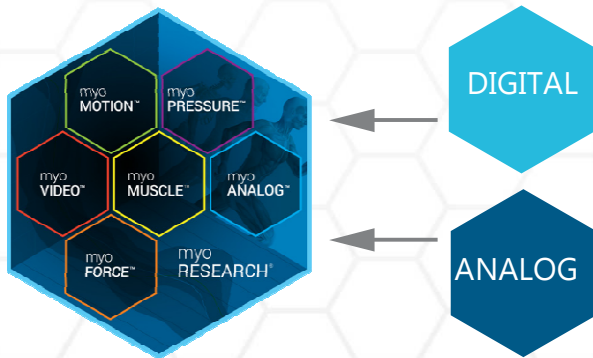 myo
MOTION™
myo
PRESSURE™
myo
VIDEO™
myo
MUSCLE™
myo
ANALOG™
myo
FORCE™
myo
RESEARCH®
DIGITAL
ANALOG